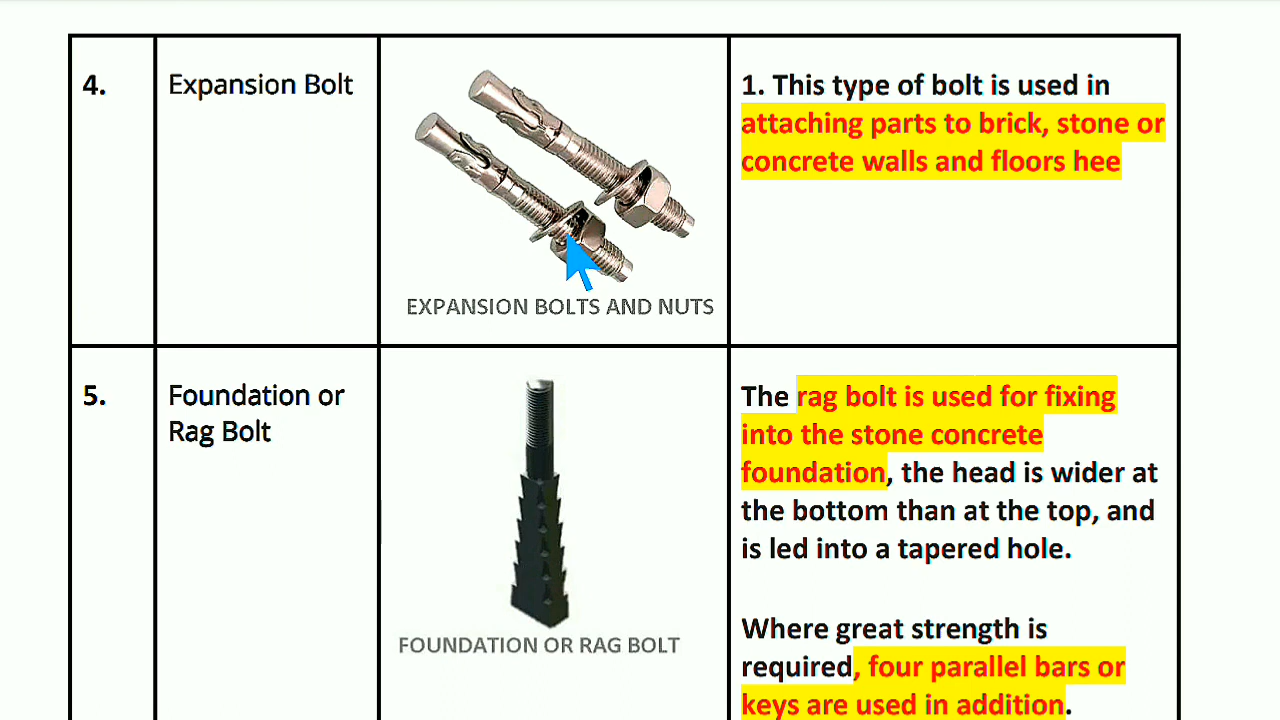 4.
Expansion Bolt
EXPANSION BOLTS AND NUTS
1. This type of bolt is used in
attaching parts to brick, stone or
concrete walls and floors hee
5.
Foundation or
Rag Bolt
FOUNDATION OR RAG BOLT
The rag bolt is used for fixing
into the stone concrete
foundation, the head is wider at
the bottom than at the top, and
is led into a tapered hole.
Where great strength is
required, four parallel bars or
keys are used in addition.